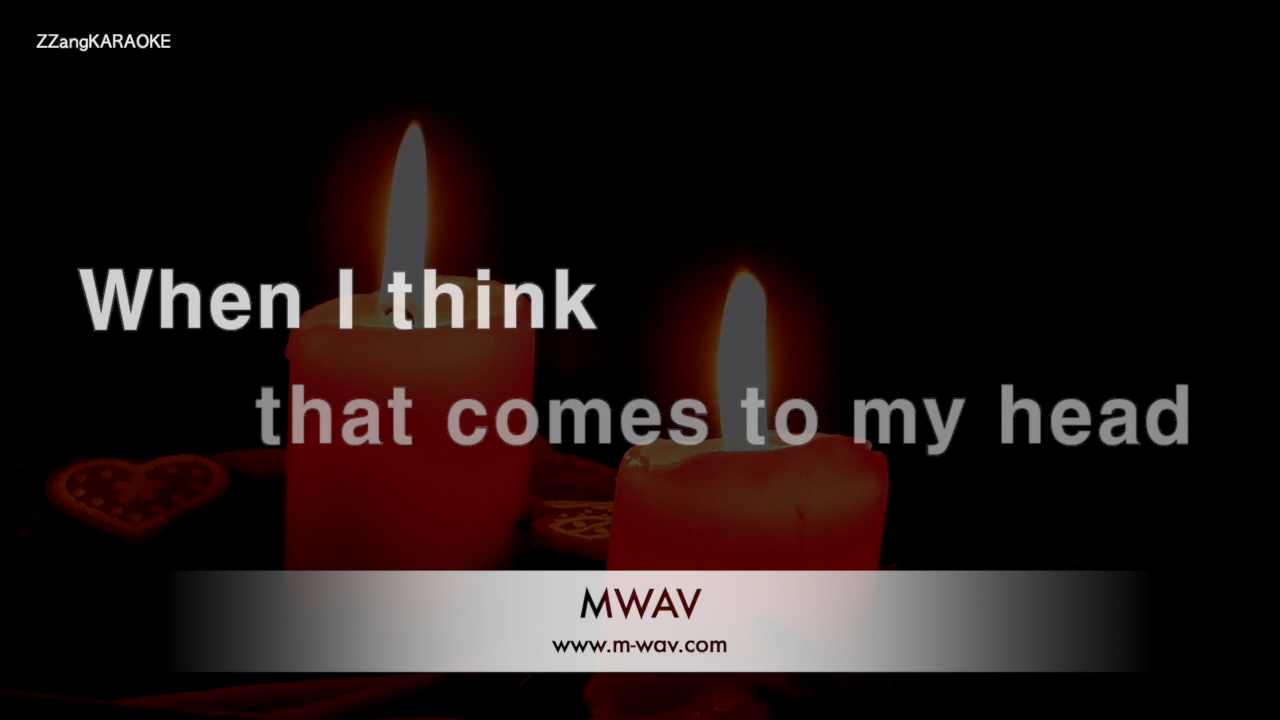 ZZangKARAOKE
When I think
that comes to my head
MWAV
www.m-wav.com